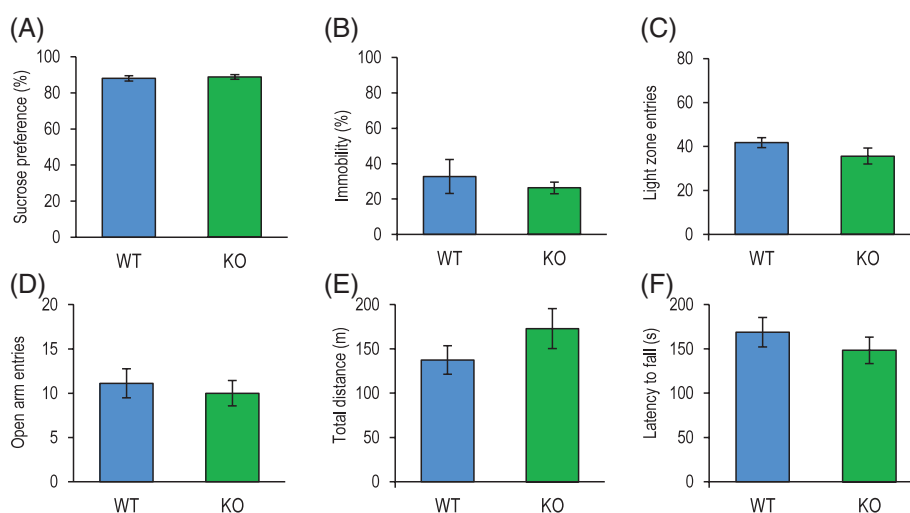 (A)
Sucrose preference (%)
100
80
60
40
20
0
WT
KO
(B)
Immobility (%)
100
80
60
40
20
0
WT
KO
(C)
Light zone entries
80
60
40
20
0
WT
KO
(D)
Open arm entries
20
15
10
5
0
WT
KO
(E)
Total distance (m)
200
150
100
50
0
WT
KO
(F)
Latency to fall (s)
200
150
100
50
0
WT
KO